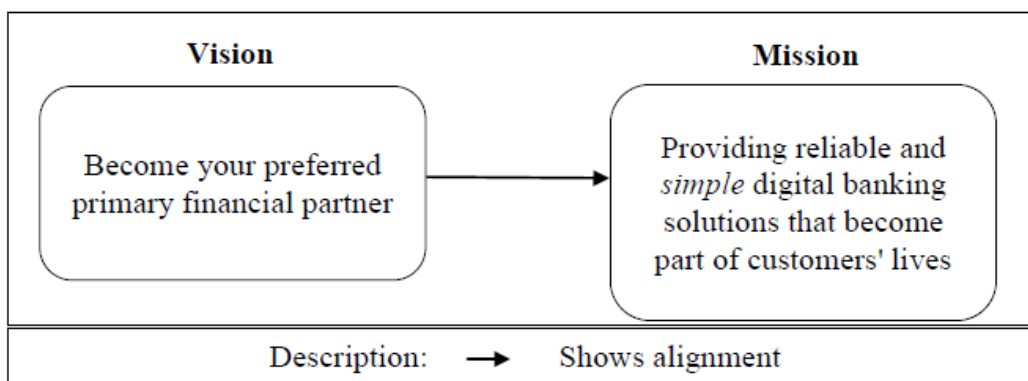 Vision
Become your preferred
primary financial partner
Mission
Providing reliable and
simple digital banking
solutions that become
part of customers' lives
Description: → Shows alignment